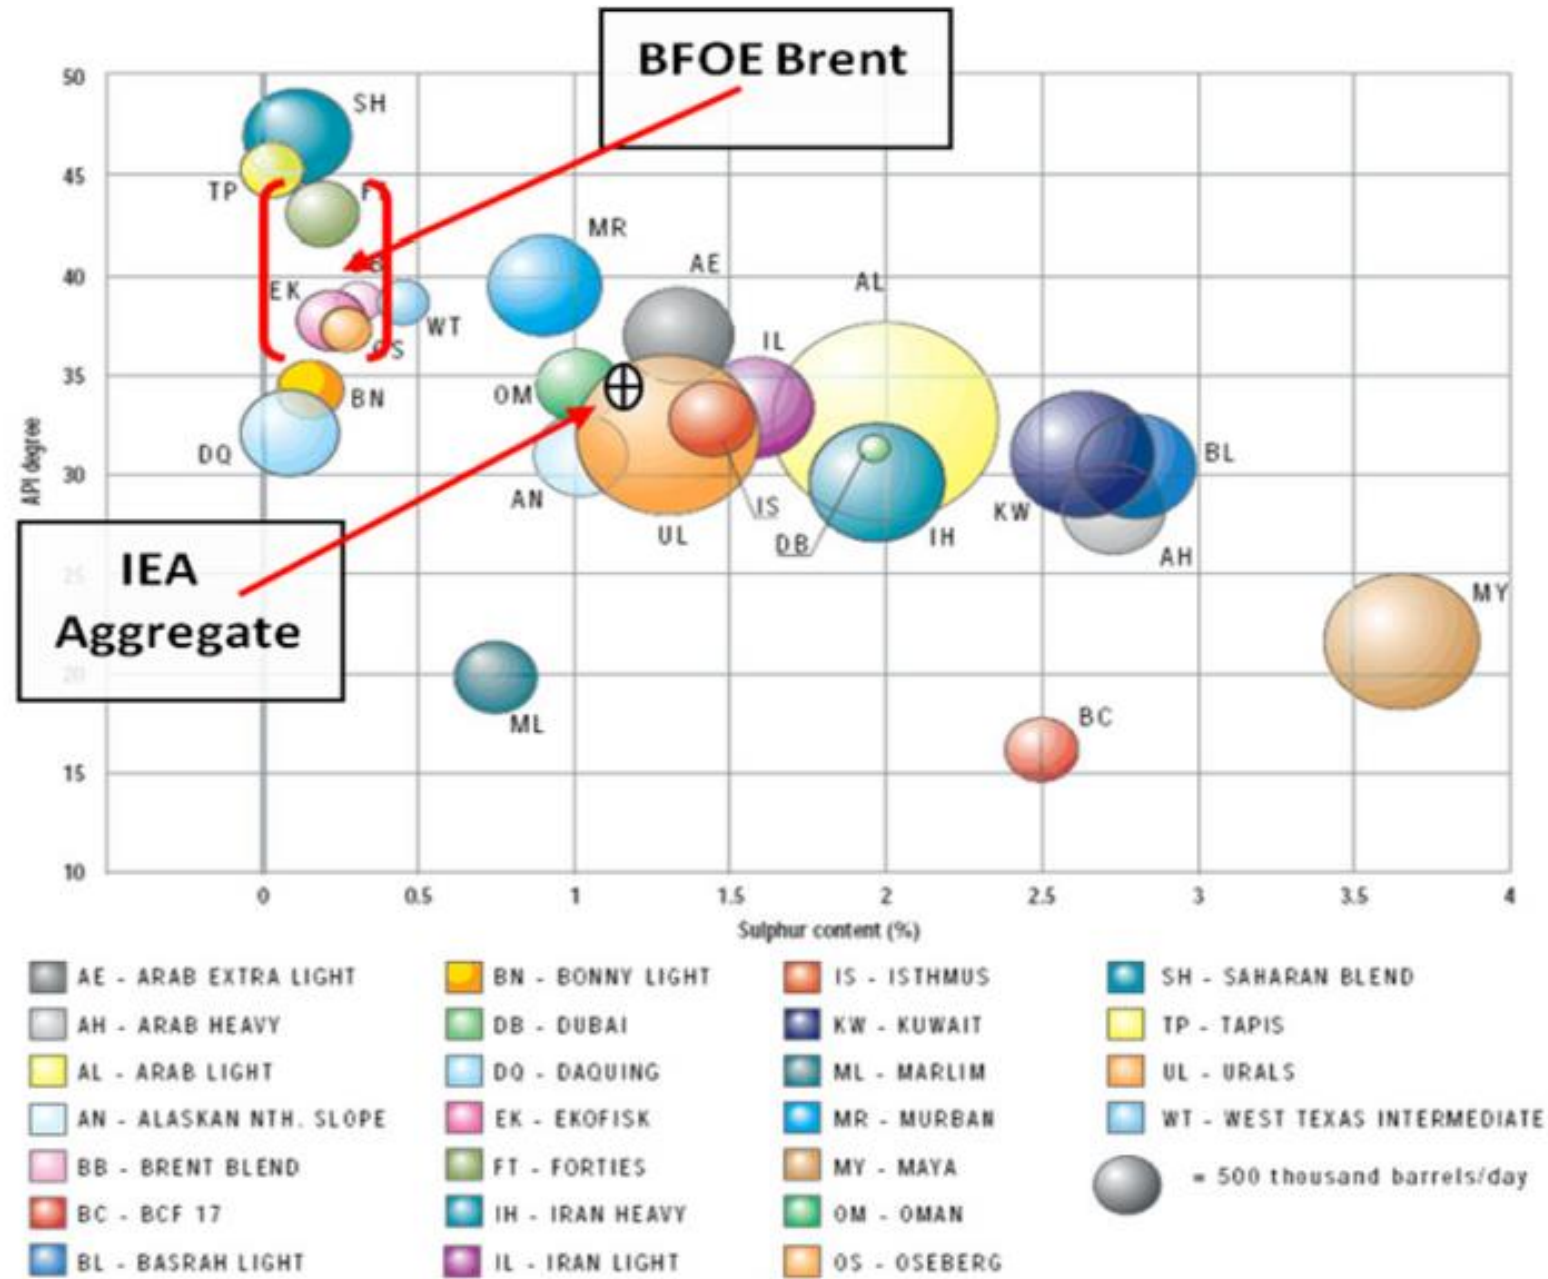 BFOE Brent
50
SH
45
TP
F
MR
40
AE
AL
EK
WT
OS
IL
35
OM
BN
API degree
DQ
BL
30
AN
IS
KW
UL
DB
IH
AH
IEA
Aggregate
25
MY
20
ML
BC
15
10
0 0.5 1 1.5 2 2.5 3 3.5 4
Sulphur content (%)
AE - ARAB EXTRA LIGHT
AH - ARAB HEAVY
AL - ARAB LIGHT
AN - ALASKAN NTH. SLOPE
BB - BRENT BLEND
BC - BCF 17
BL - BASRAH LIGHT
BN - BONNY LIGHT
DB - DUBAI
DQ - DAQUING
EK - EKOFISK
FT - FORTIES
IH - IRAN HEAVY
IL - IRAN LIGHT
IS - ISTHMUS
KW - KUWAIT
ML - MARLIM
MR - MURBAN
MY - MAYA
OM - OMAN
OS - OSEBERG
SH - SAHARAN BLEND
TP - TAPIS
UL - URALS
WT - WEST TEXAS INTERMEDIATE
= 500 thousand barrels/day